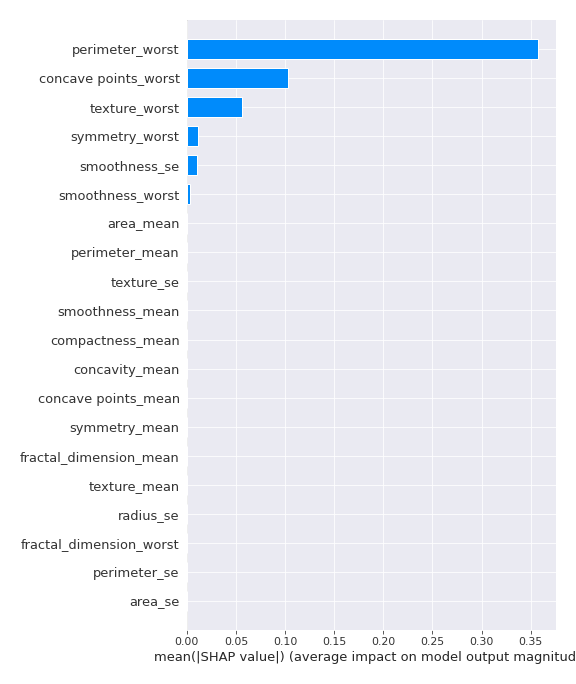 perimeter_worst
concave points_worst
texture_worst
symmetry_worst
smoothness_se
smoothness_worst
area_mean
perimeter_mean
texture_se
smoothness_mean
compactness_mean
concavity_mean
concave points_mean
symmetry_mean
fractal_dimension_mean
texture_mean
radius_se
fractal_dimension_worst
perimeter_se
area_se
0.00 0.05 0.10 0.15 0.20 0.25 0.30 0.35
mean(|SHAP value|) (average impact on model output magnitud